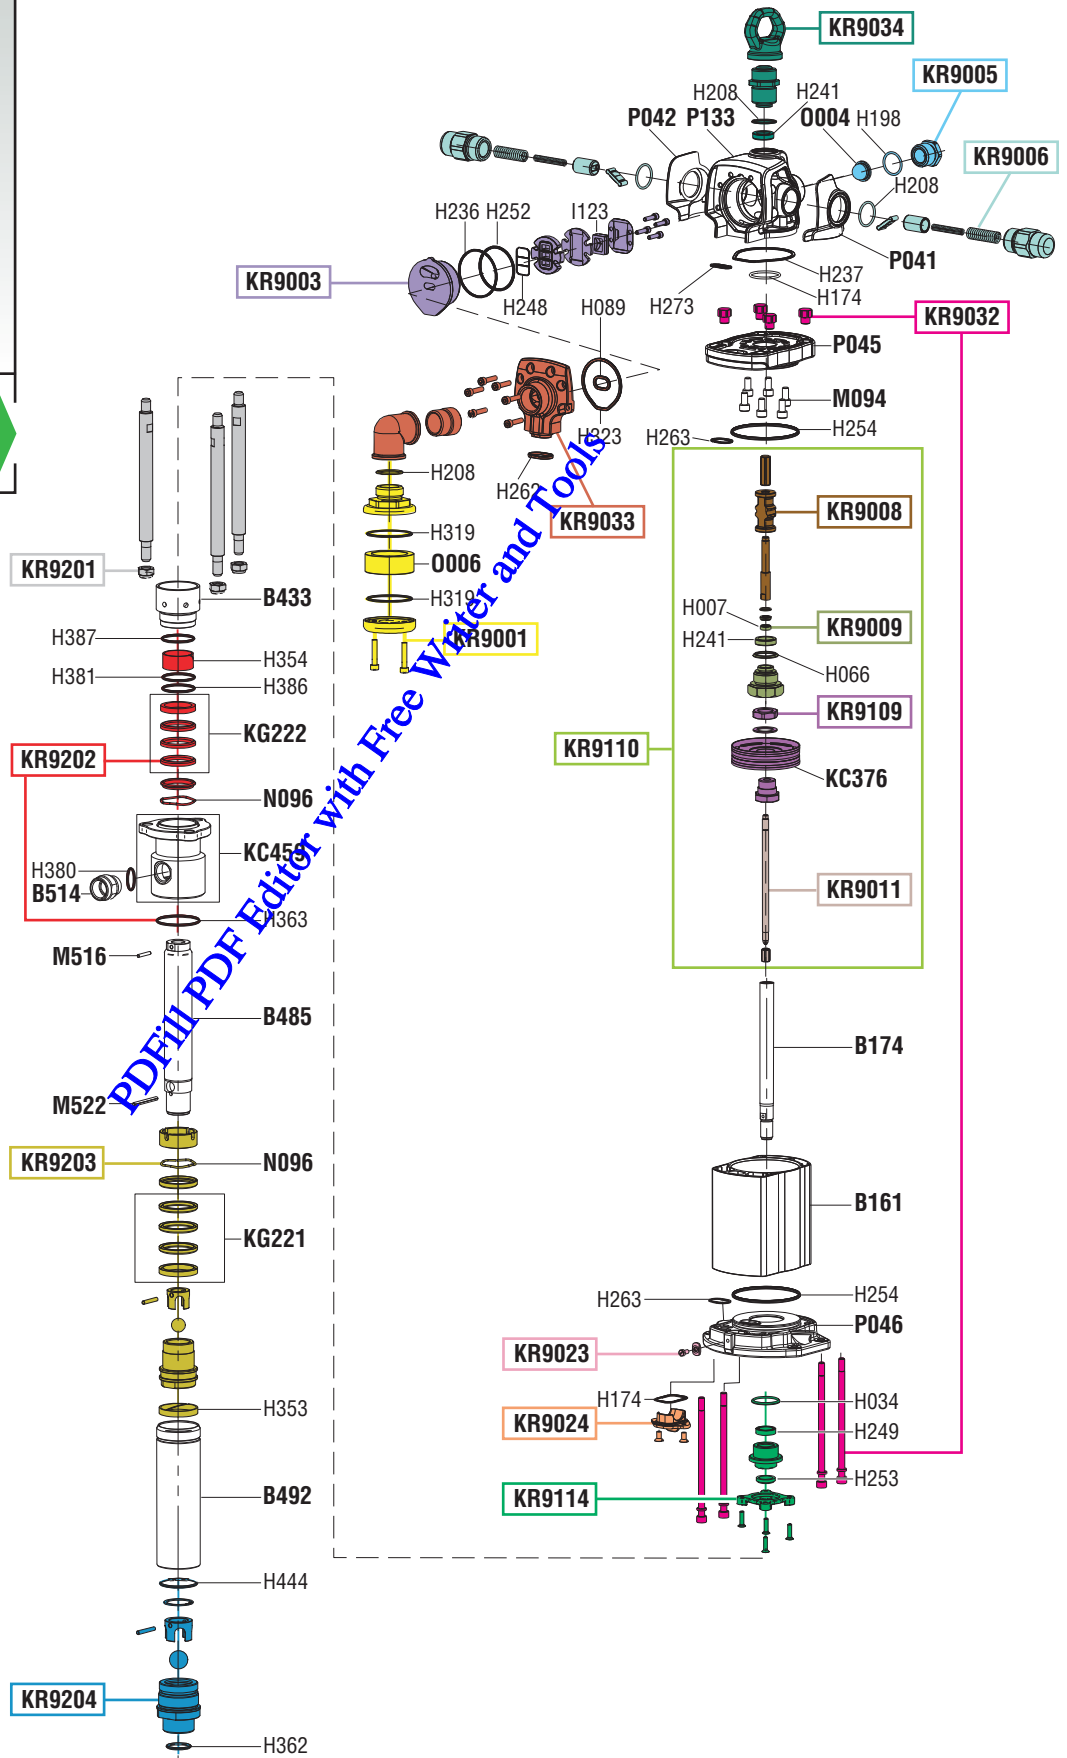 KR9034
KR9005
H208
H241
P042
P133
O004
H198
KR9006
H208
H236
H252
I123
P041
KR9003
H248
H273
H237
H174
H089
KR9032
P045
M094
H323
H263
H254
H208
H262
KR9033
KR9008
H319
O006
KR9201
B433
H319
H007
KR9009
H387
KR9001
H241
H354
H066
H381
H386
KR9109
KG222
KR9202
KR9110
KC376
N096
KC459
H380
B514
KR9011
H363
M516
B485
B174
M522
KR9203
N096
B161
KG221
H263
H254
P046
KR9023
H174
H034
H353
KR9024
H249
H253
B492
KR9114
H444
KR9204
H362
PDFill PDF Editor with Free Writer and Tools